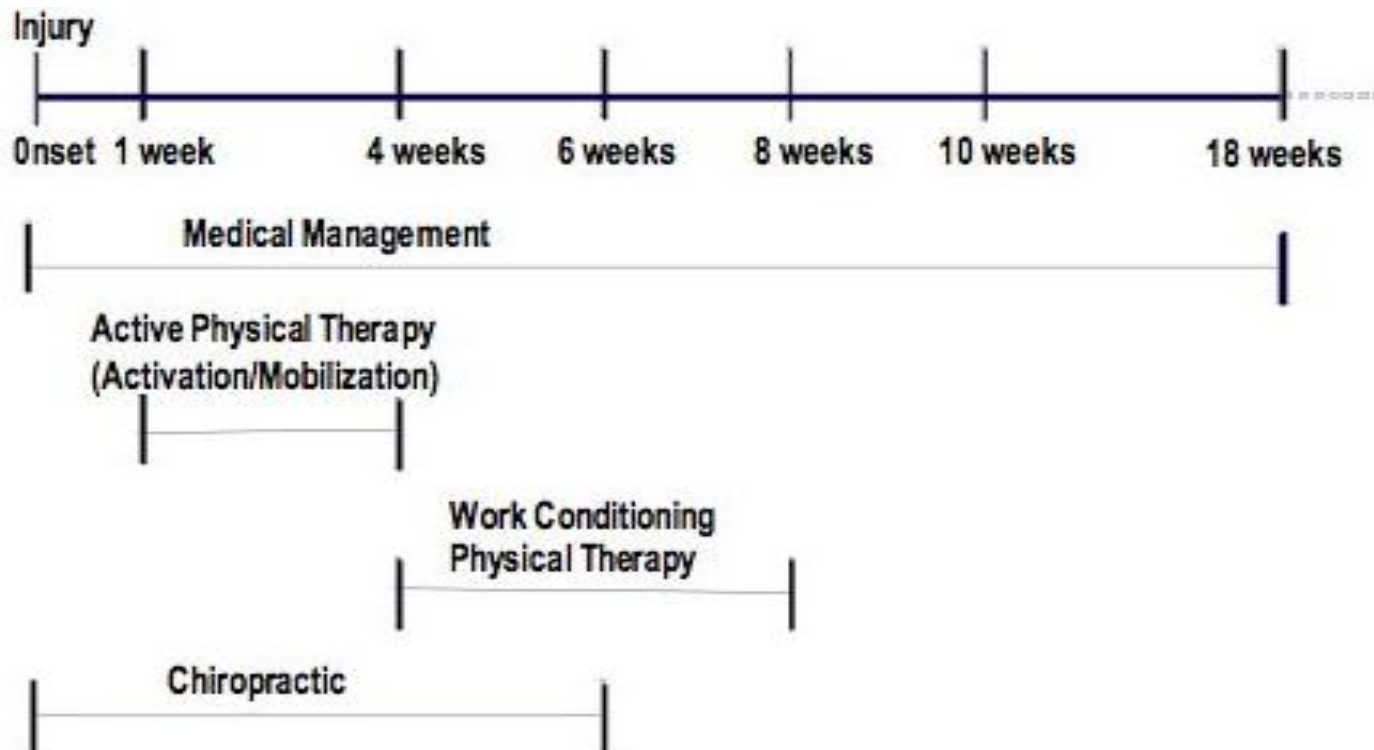 Injury
0nset 1 week 4 weeks 6 weeks 8 weeks 10 weeks 18 weeks
Medical Management
Active Physical Therapy
(Activation/Mobilization)
Work Conditioning
Physical Therapy
Chiropractic